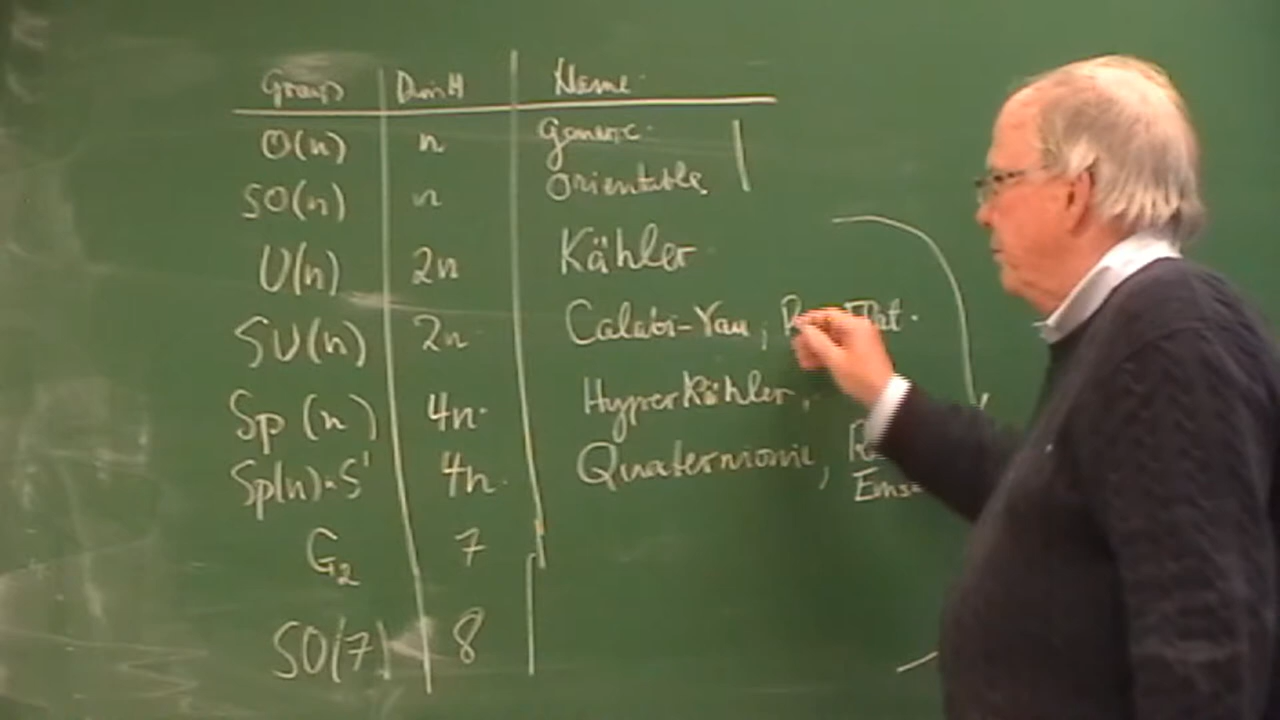 Group Dim H Name
O(n) n Generic
SO(n) n Orientable
U(n) 2n Kähler
SU(n) 2n Calabi-Yau, Flat.
Sp(n) 4n. Hyperkähler,
Sp(n)·S¹ 4n. Quaternionic,
G₂ 7
SO(7) 8